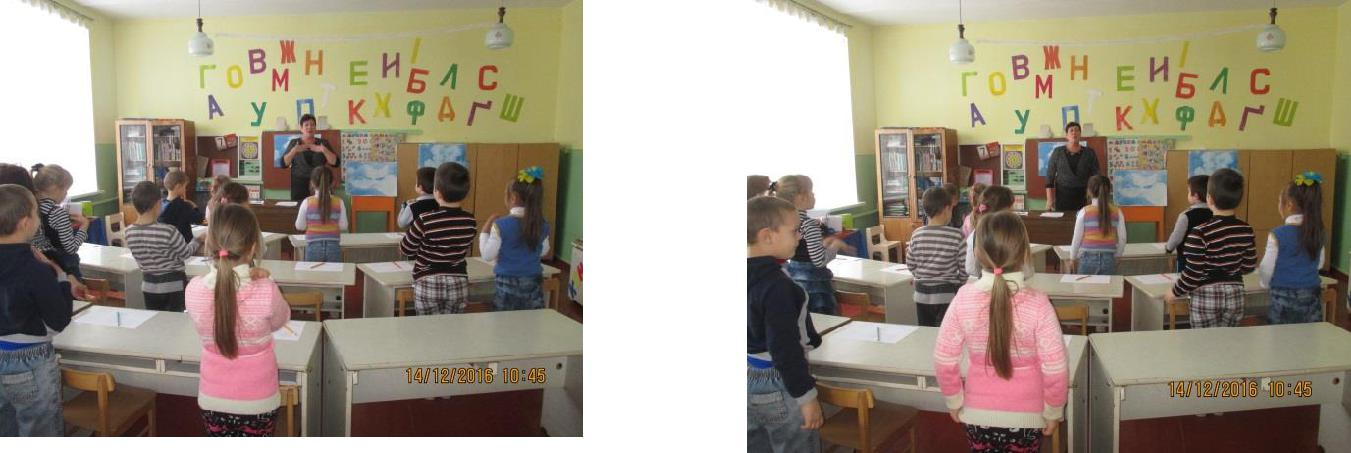 Г О В Ж Н Е И І Б Л С
А У М П Т К Х Ф А Ґ Ш
14/12/2016 10:45
Г О В Ж Н Е И І Б Л С
А У М П Т К Х Ф А Ґ Ш
14/12/2016 10:45